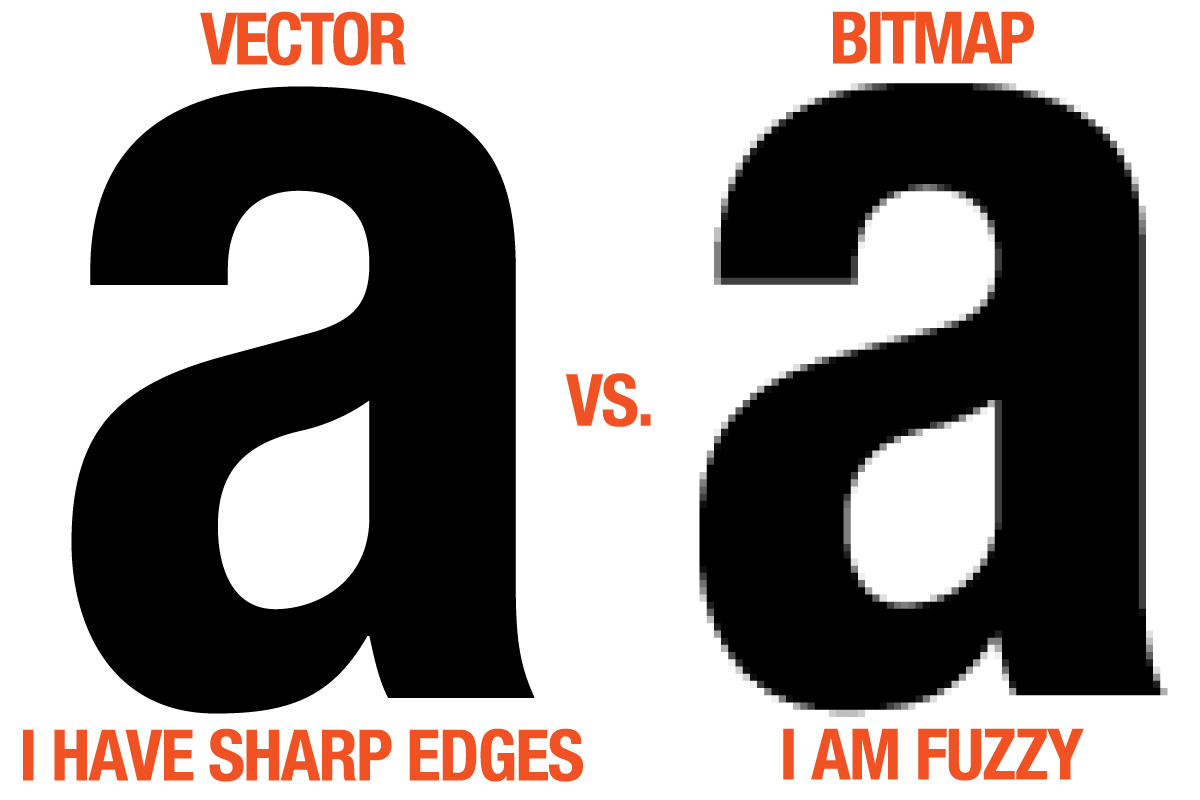 VECTOR
BITMAP
a
a
VS.
I HAVE SHARP EDGES
I AM FUZZY